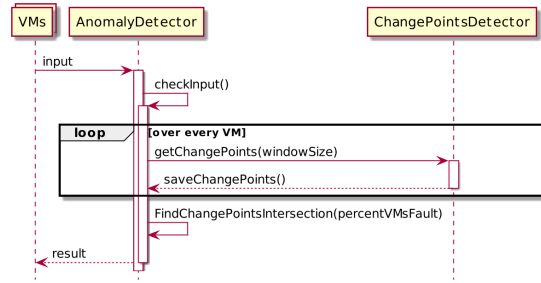 VMs
AnomalyDetector
ChangePointsDetector
input
checkInput()
loop
[over every VM]
getChangePoints(windowSize)
saveChangePoints()
FindChangePointsIntersection(percentVMsFault)
result